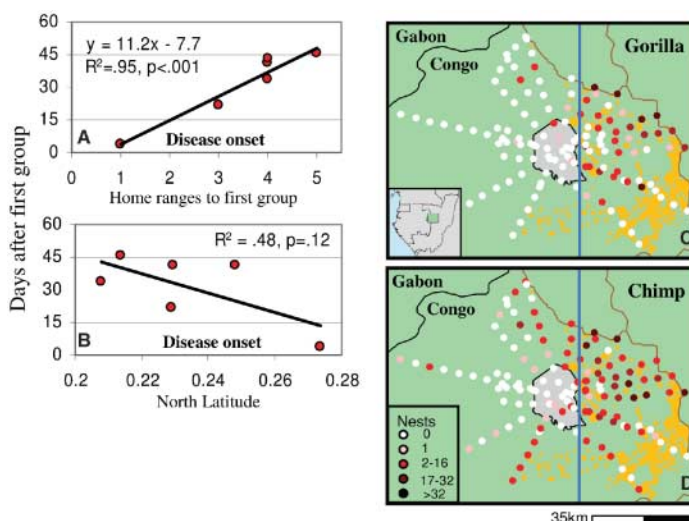 Days after first group
60
45
30
15
0
y = 11.2x - 7.7
R²=.95, p<.001
A
Disease onset
0 1 2 3 4 5
Home ranges to first group
60
45
30
15
0
R² = .48, p=.12
B
Disease onset
0.2 0.22 0.24 0.26 0.28
North Latitude
Gabon
Congo
Gorilla
C
Gabon
Congo
Chimp
Nests
0
1
2-16
17-32
>32
D
35km